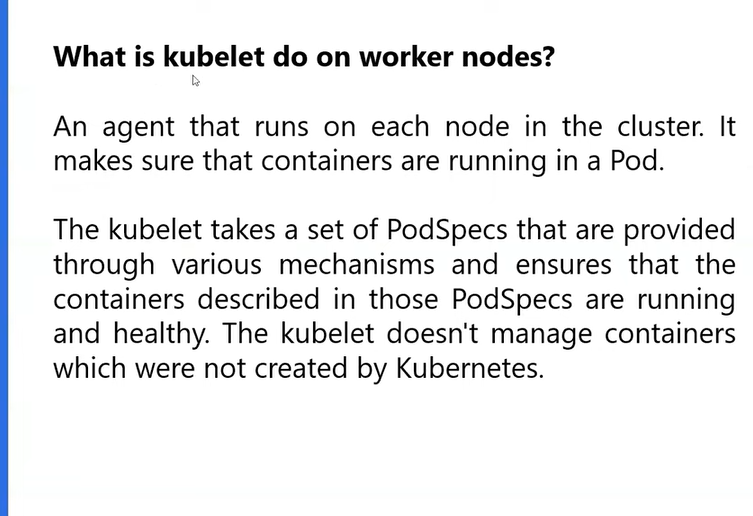 What is kubelet do on worker nodes?
An agent that runs on each node in the cluster. It
makes sure that containers are running in a Pod.
The kubelet takes a set of PodSpecs that are provided
through various mechanisms and ensures that the
containers described in those PodSpecs are running
and healthy. The kubelet doesn't manage containers
which were not created by Kubernetes.